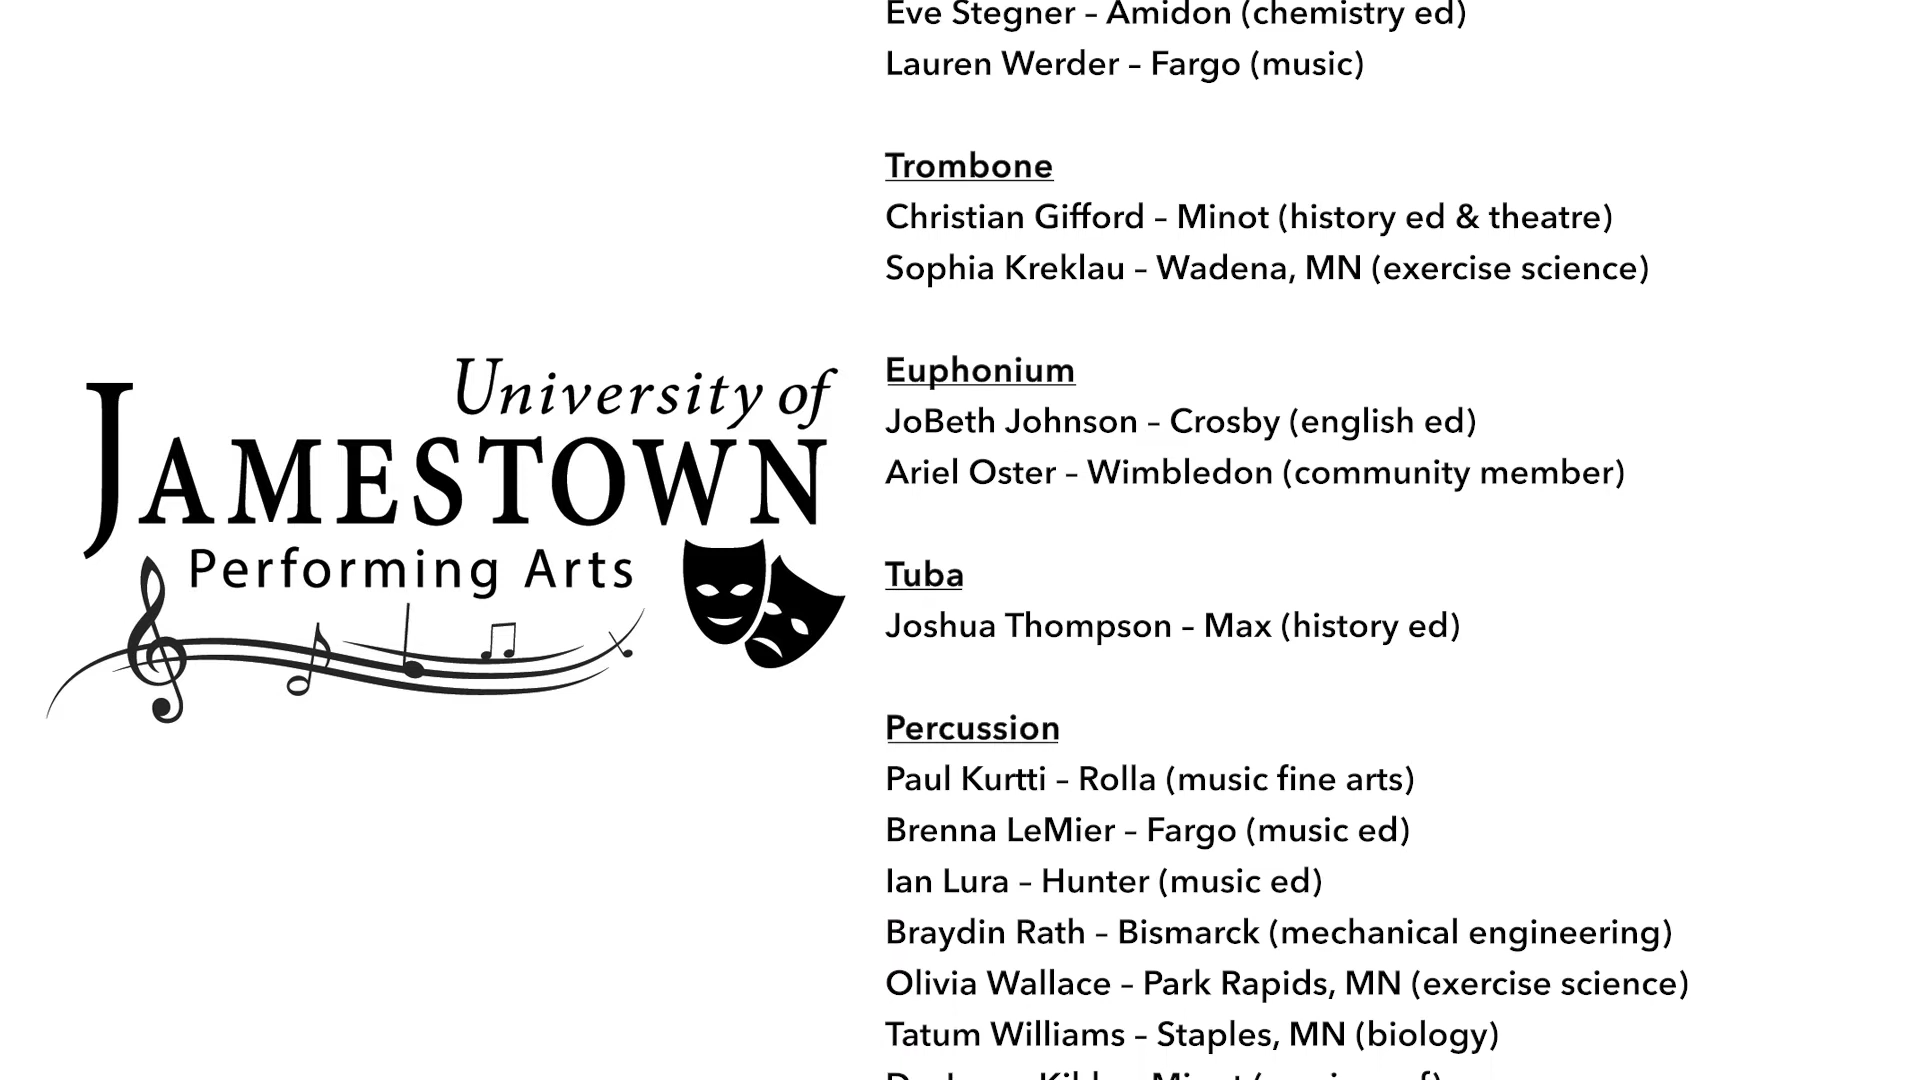 Eve Stegner – Amidon (chemistry ed)
Lauren Werder – Fargo (music)
Trombone
Christian Gifford – Minot (history ed & theatre)
Sophia Kreklau – Wadena, MN (exercise science)
Euphonium
JoBeth Johnson – Crosby (english ed)
Ariel Oster – Wimbledon (community member)
Tuba
Joshua Thompson – Max (history ed)
Percussion
Paul Kurtti – Rolla (music fine arts)
Brenna LeMier – Fargo (music ed)
Ian Lura – Hunter (music ed)
Braydin Rath – Bismarck (mechanical engineering)
Olivia Wallace – Park Rapids, MN (exercise science)
Tatum Williams – Staples, MN (biology)
University of
JAMESTOWN
Performing Arts